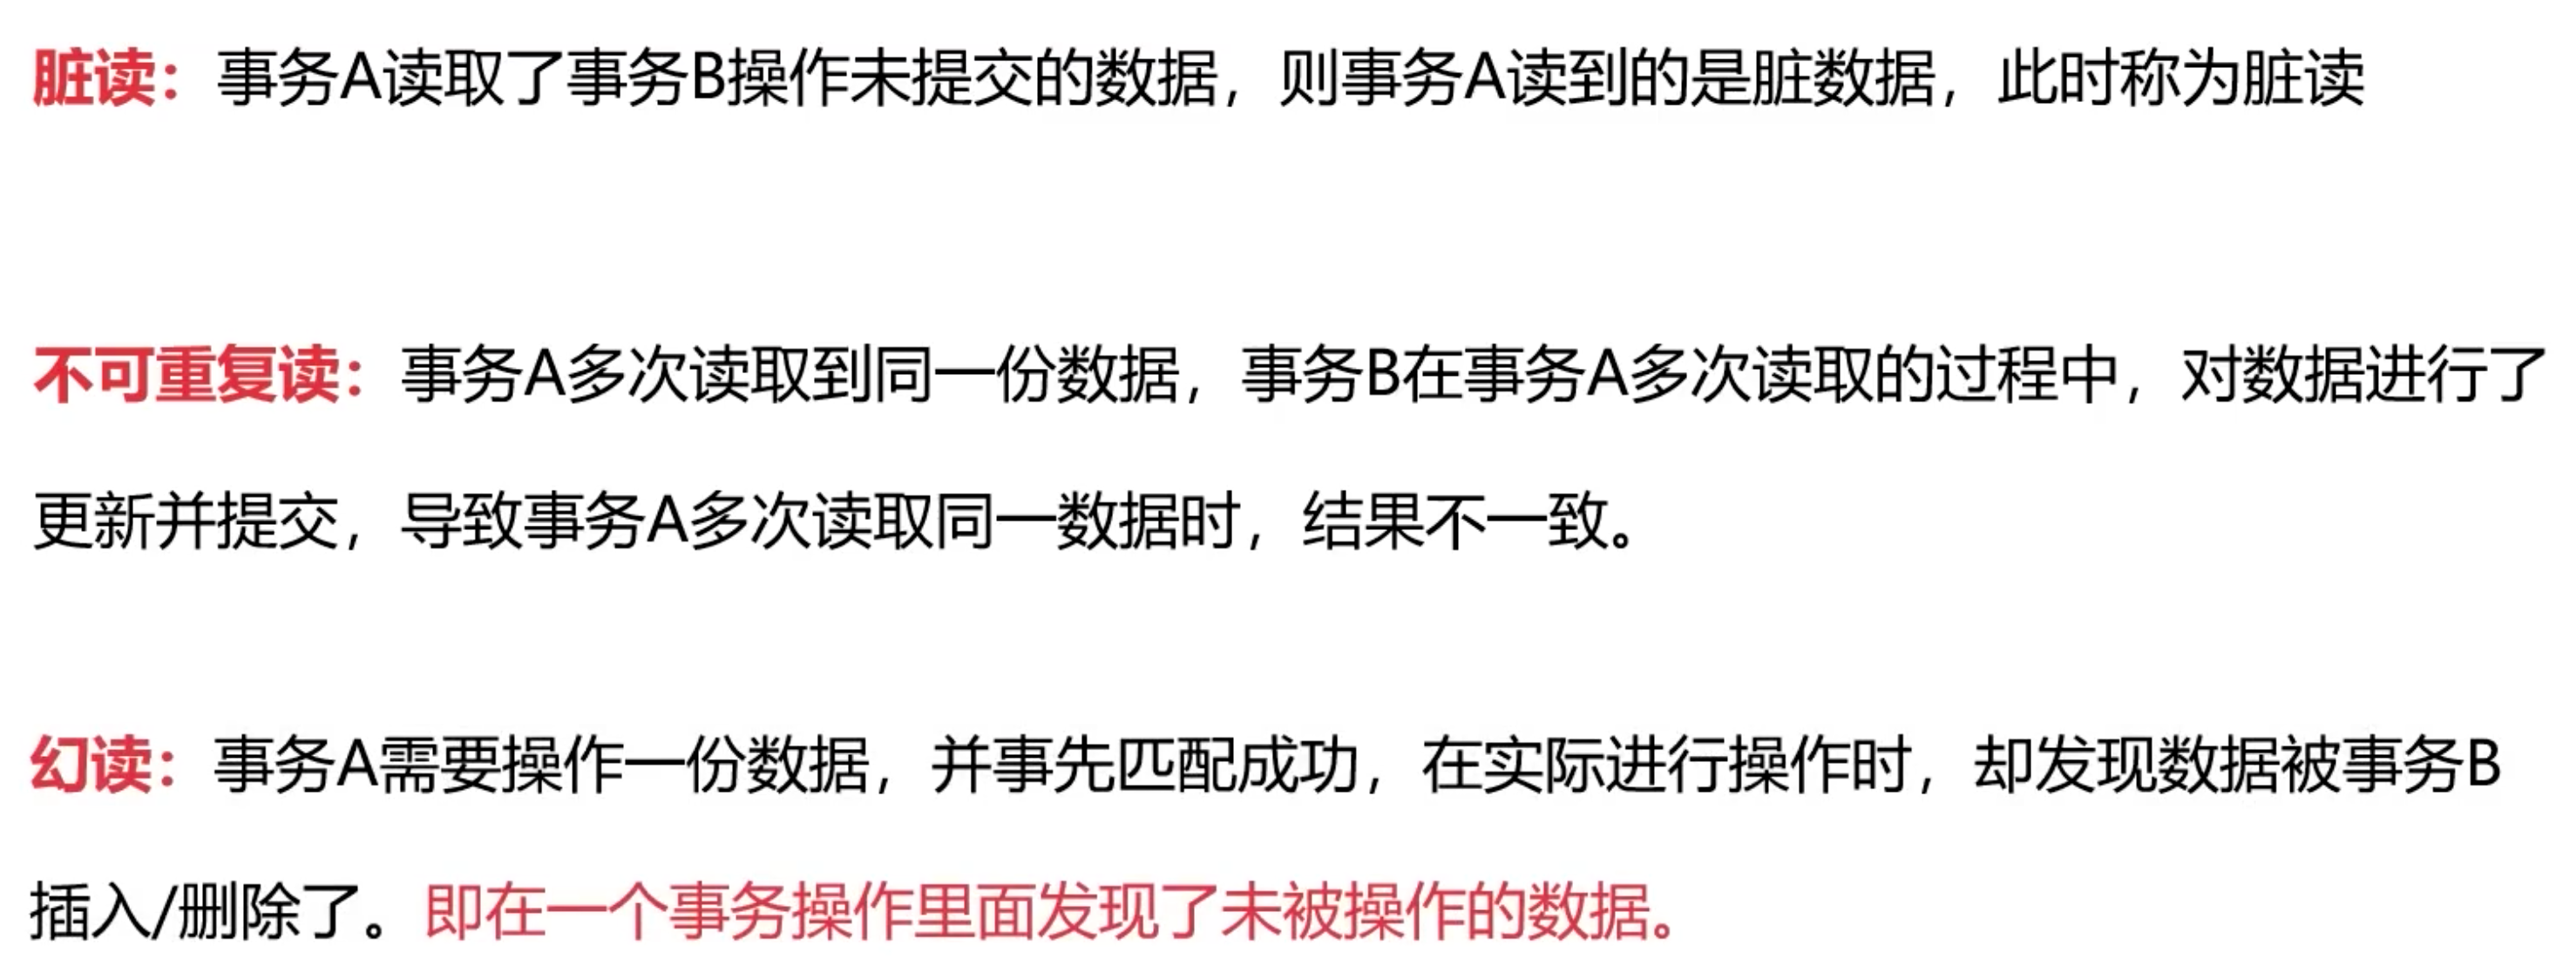 脏读：事务A读取了事务B操作未提交的数据，则事务A读到的是脏数据，此时称为脏读
不可重复读：事务A多次读取到同一份数据，事务B在事务A多次读取的过程中，对数据进行了
更新并提交，导致事务A多次读取同一数据时，结果不一致。
幻读：事务A需要操作一份数据，并事先匹配成功，在实际进行操作时，却发现数据被事务B
插入/删除了。即在一个事务操作里面发现了未被操作的数据。